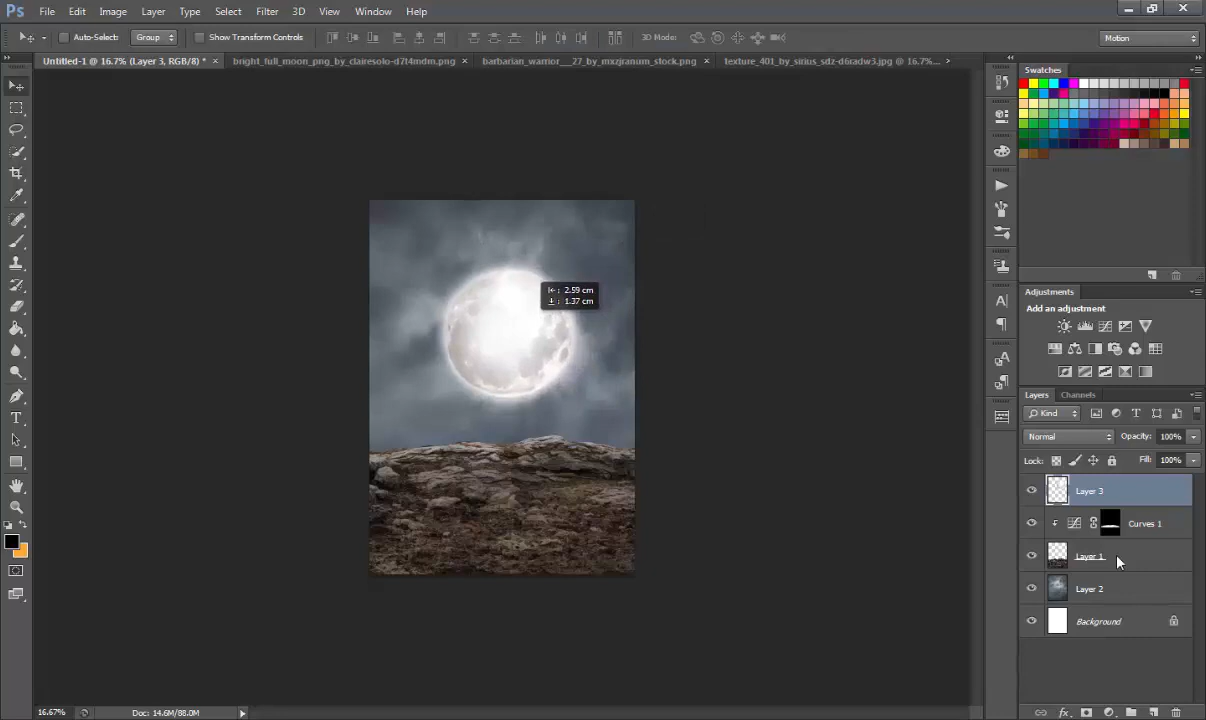 Ps File Edit Image Layer Type Select Filter 3D View Window Help
Auto-Select: Group Show Transform Controls 3D Mode: Motion
Untitled-1 @ 16.7% (Layer 3, RGB/8) * × bright_full_moon_png_by_clairesolo-d7t4mdm.png × barbarian_warrior__27_by_mxzjranum_stock.png × texture_401_by_sirius_sdz-d6radw3.jpg @ 16.7%...
Swatches
2.59 cm
1.37 cm
Adjustments
Add an adjustment
Layers Channels
Kind
Normal Opacity: 100%
Lock: Fill: 100%
Layer 3
Curves 1
Layer 1
Layer 2
Background
16.67% Doc: 14.6M/88.0M